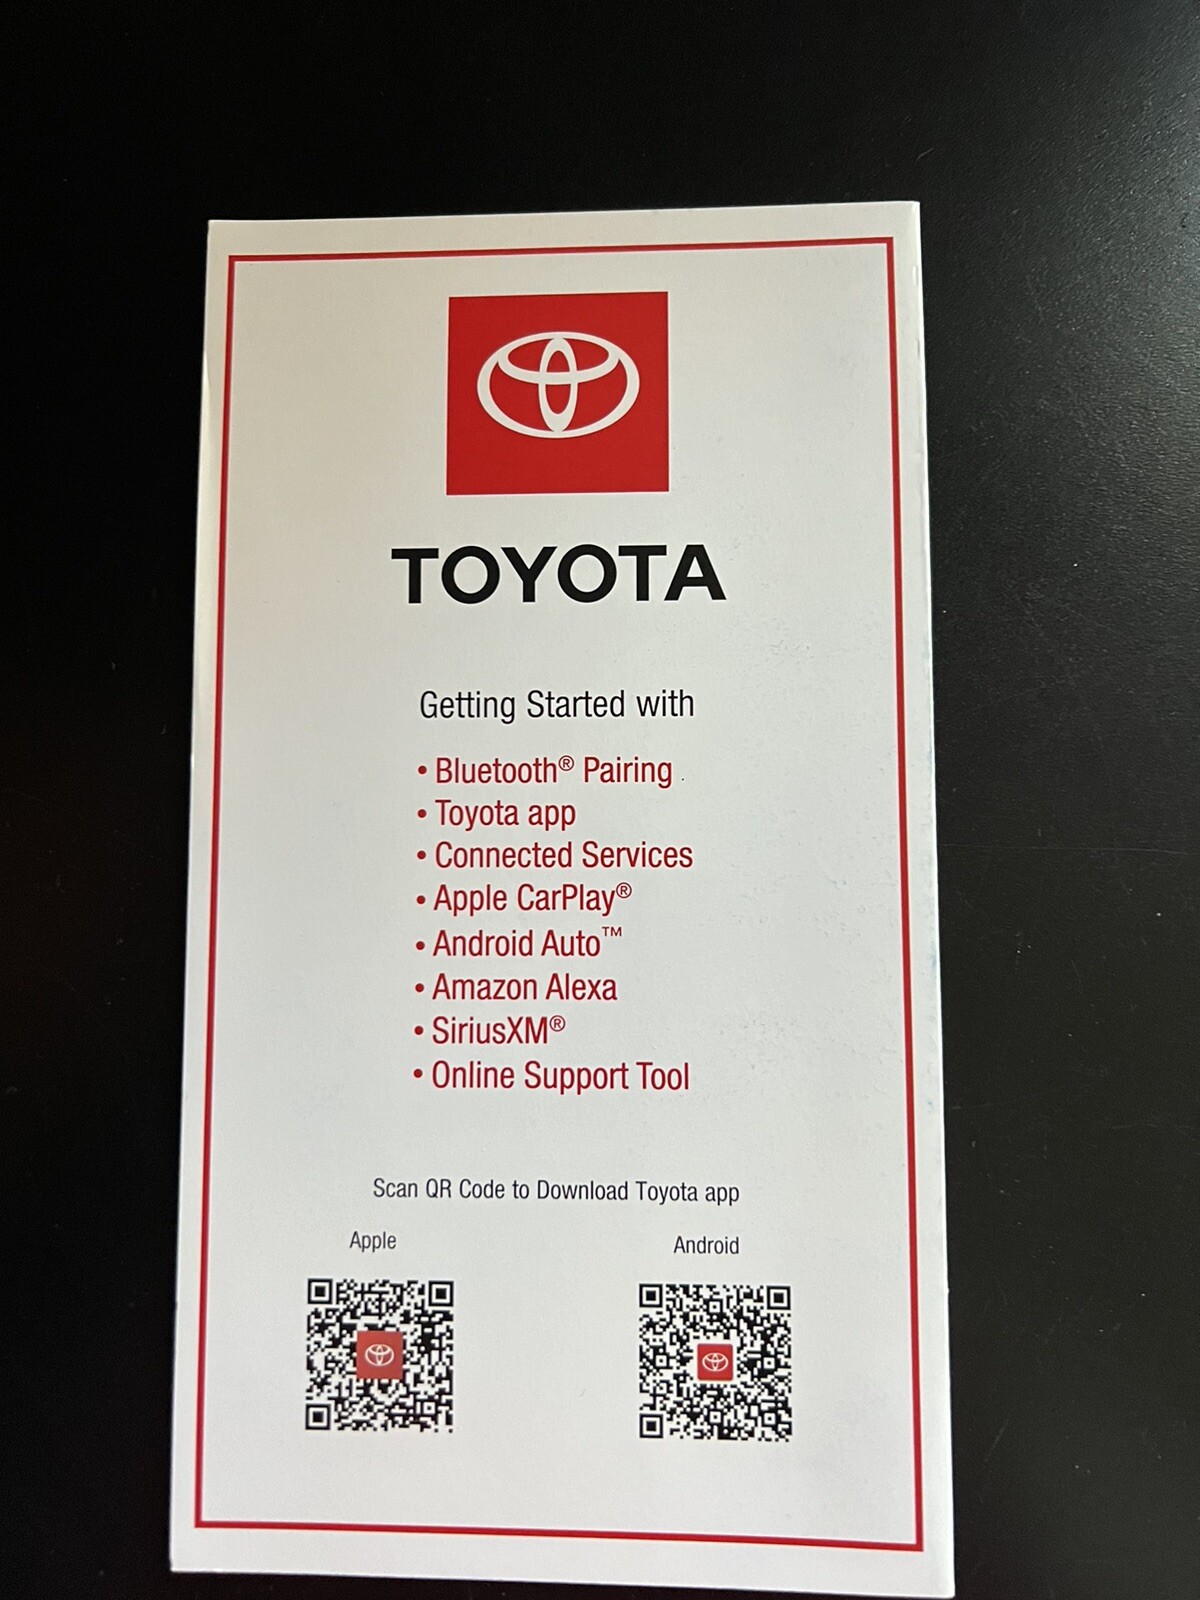 TOYOTA
Getting Started with
• Bluetooth® Pairing
• Toyota app
• Connected Services
• Apple CarPlay®
• Android Auto™
• Amazon Alexa
• SiriusXM®
• Online Support Tool
Scan QR Code to Download Toyota app
Apple
Android